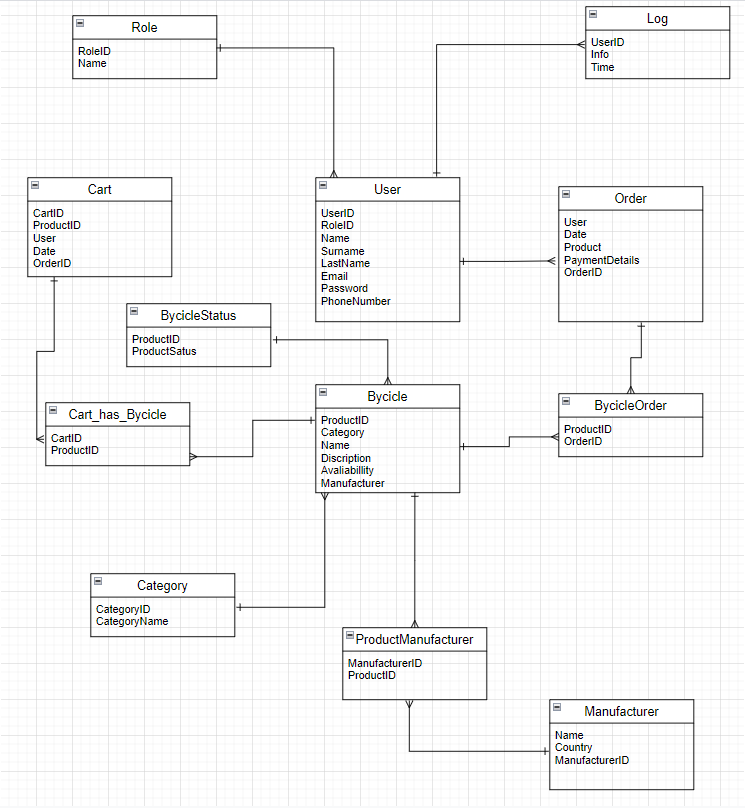 Role
RoleID
Name
Log
UserID
Info
Time
Cart
CartID
ProductID
User
Date
OrderID
User
UserID
RoleID
Name
Surname
LastName
Email
Password
PhoneNumber
Order
User
Date
Product
PaymentDetails
OrderID
BycicleStatus
ProductID
ProductSatus
Cart_has_Bycicle
CartID
ProductID
Bycicle
ProductID
Category
Name
Discription
Avaliabillity
Manufacturer
BycicleOrder
ProductID
OrderID
Category
CategoryID
CategoryName
ProductManufacturer
ManufacturerID
ProductID
Manufacturer
Name
Country
ManufacturerID